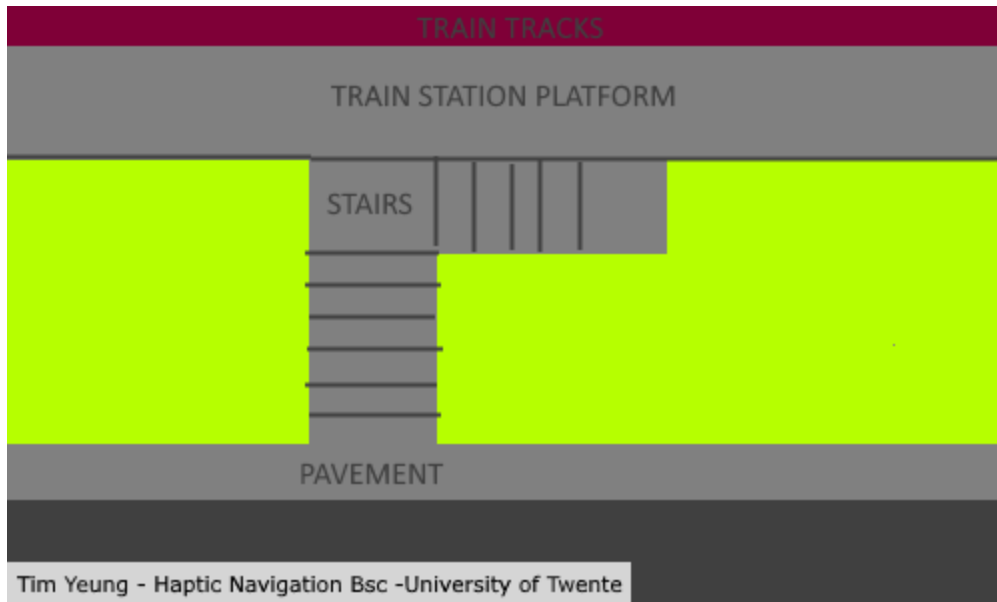 TRAIN TRACKS
TRAIN STATION PLATFORM
STAIRS
PAVEMENT
Tim Yeung - Haptic Navigation Bsc -University of Twente